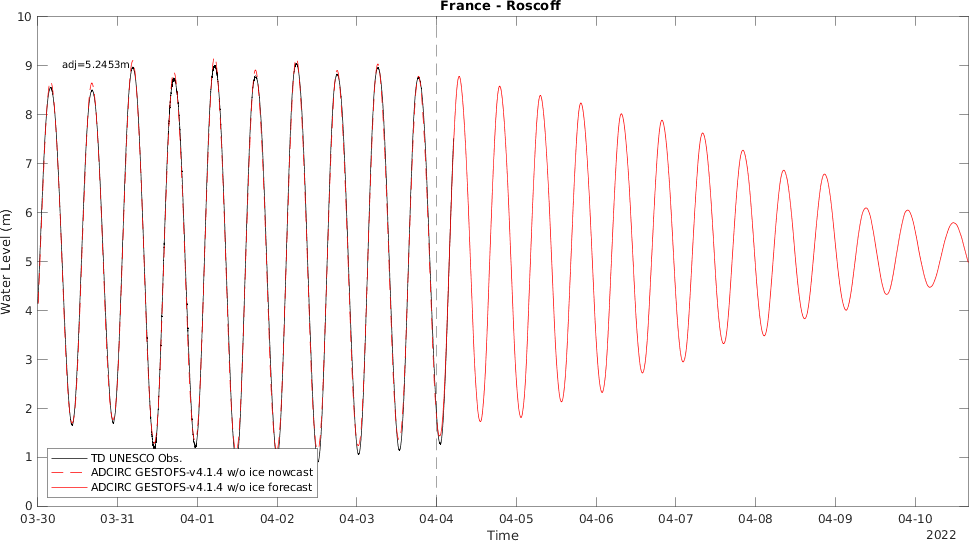 France - Roscoff
10
9
8
7
6
5
4
3
2
1
0
Water Level (m)
adj=5.2453m
TD UNESCO Obs.
ADCIRC GESTOFS-v4.1.4 w/o ice nowcast
ADCIRC GESTOFS-v4.1.4 w/o ice forecast
03-30 03-31 04-01 04-02 04-03 04-04 04-05 04-06 04-07 04-08 04-09 04-10
Time
2022